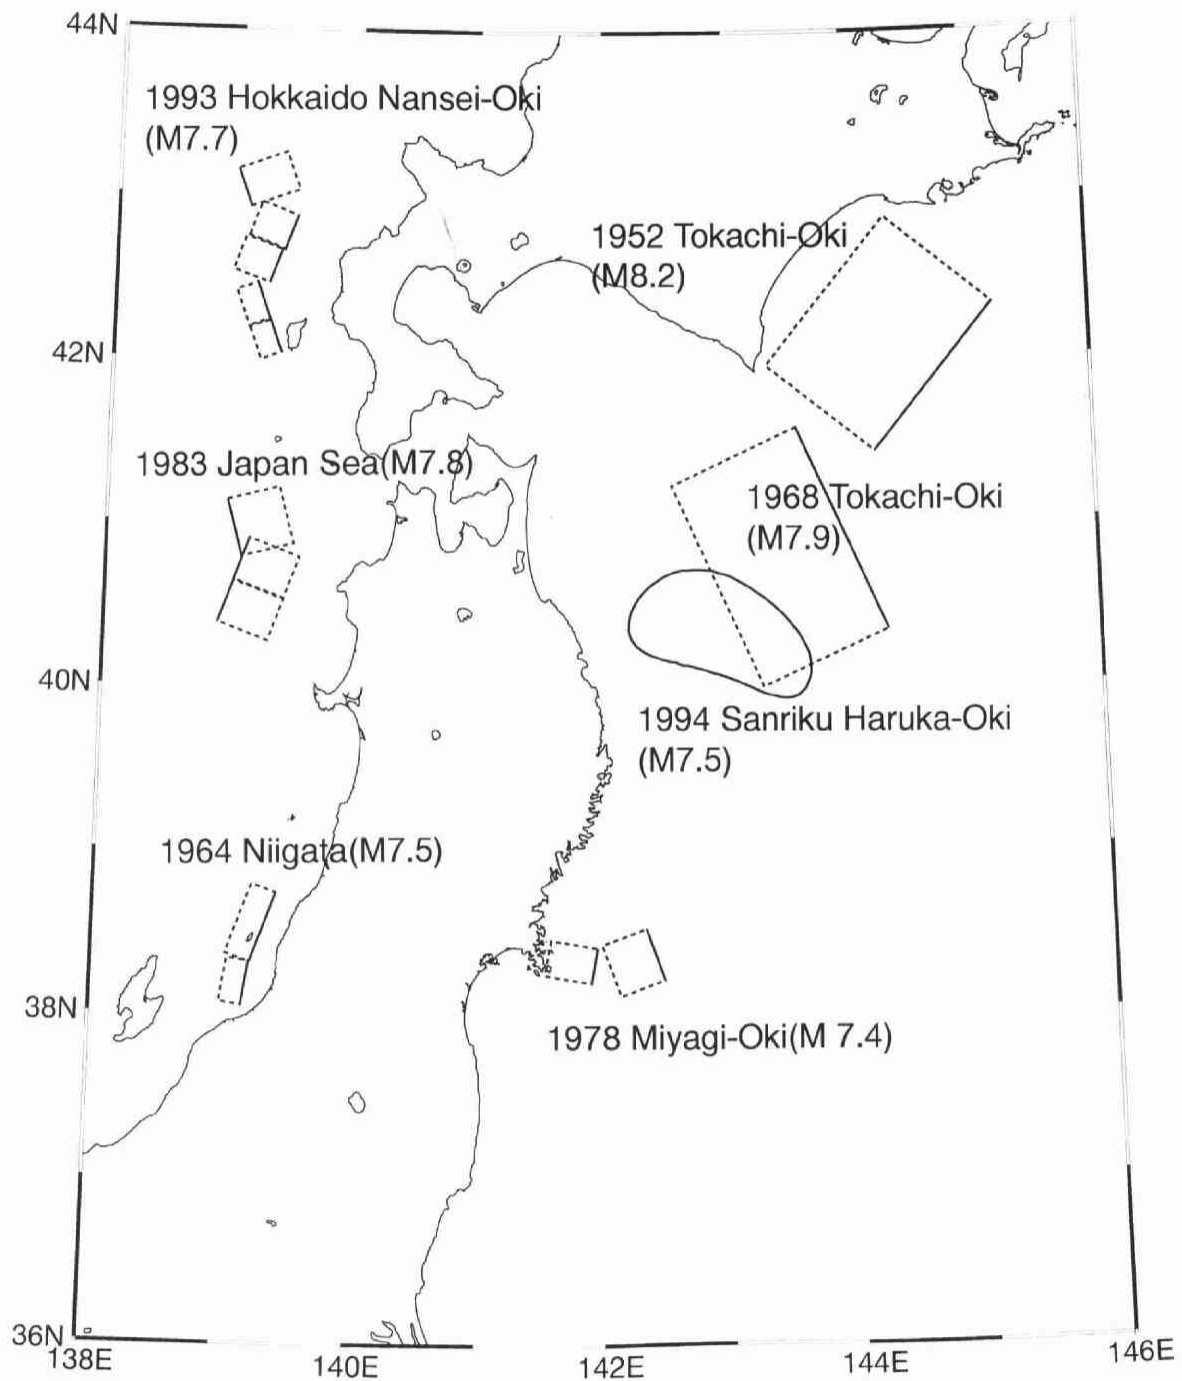 44N
1993 Hokkaido Nansei-Oki
(M7.7)
1952 Tokachi-Oki
(M8.2)
42N
1983 Japan Sea(M7.8)
1968 Tokachi-Oki
(M7.9)
40N
1994 Sanriku Haruka-Oki
(M7.5)
1964 Niigata(M7.5)
38N
1978 Miyagi-Oki(M 7.4)
36N
138E
140E
142E
144E
146E